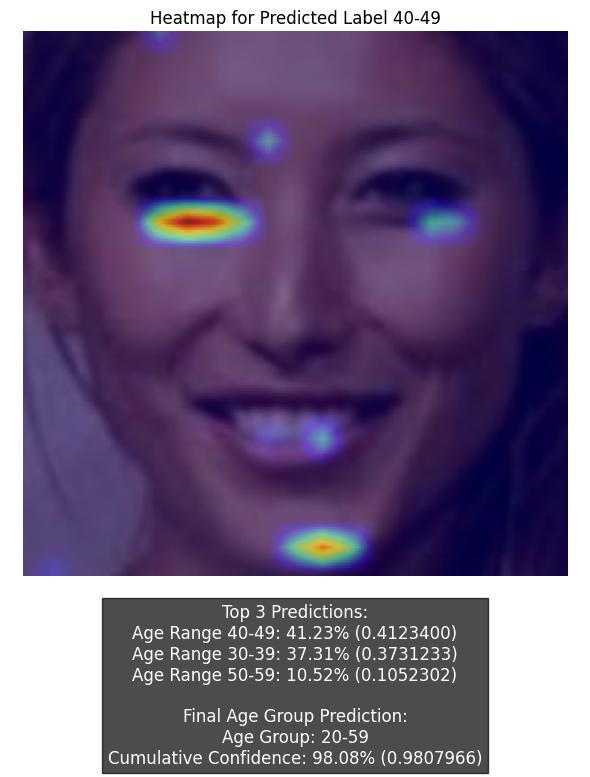 Heatmap for Predicted Label 40-49
Top 3 Predictions:
Age Range 40-49: 41.23% (0.4123400)
Age Range 30-39: 37.31% (0.3731233)
Age Range 50-59: 10.52% (0.1052302)
Final Age Group Prediction:
Age Group: 20-59
Cumulative Confidence: 98.08% (0.9807966)